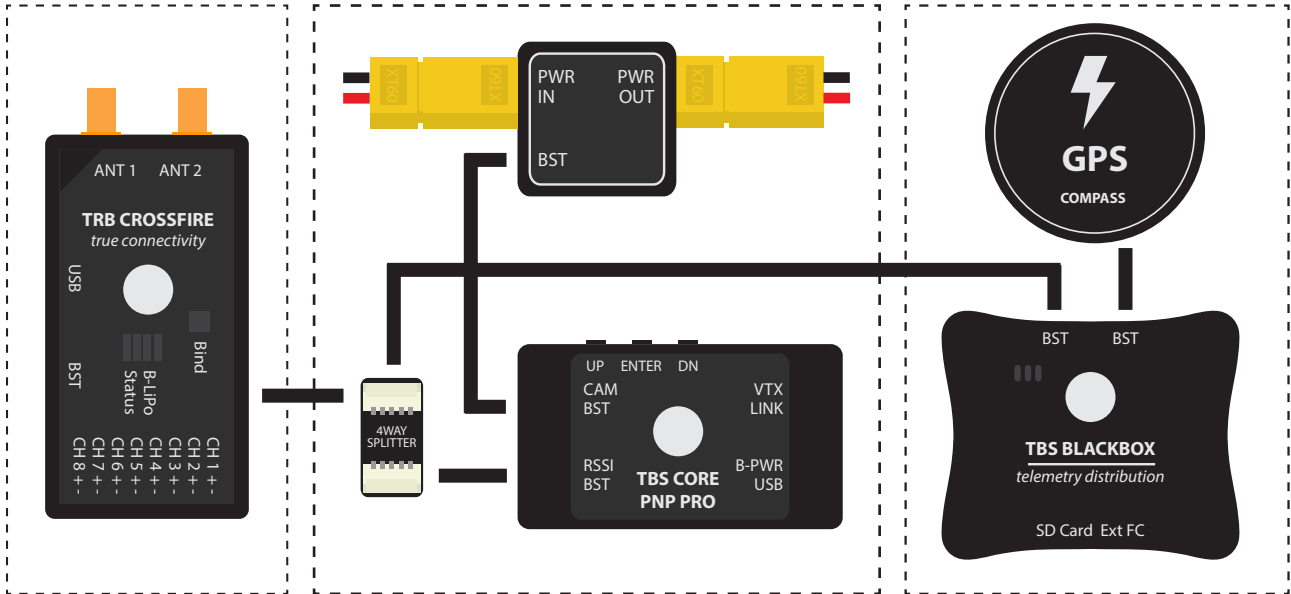 ANT 1 ANT 2
TRB CROSSFIRE
true connectivity
USB
BST
Bind
B-LiPo
Status
CH 1 + -
CH 2 + -
CH 3 + -
CH 4 + -
CH 5 + -
CH 6 + -
CH 7 + -
CH 8 + -
XT60
XT60
PWR
IN
PWR
OUT
BST
XT60
XT60
4WAY
SPLITTER
UP ENTER DN
CAM
BST
VTX
LINK
RSSI
BST
B-PWR
USB
TBS CORE
PNP PRO
GPS
COMPASS
BST BST
TBS BLACKBOX
telemetry distribution
SD Card Ext FC